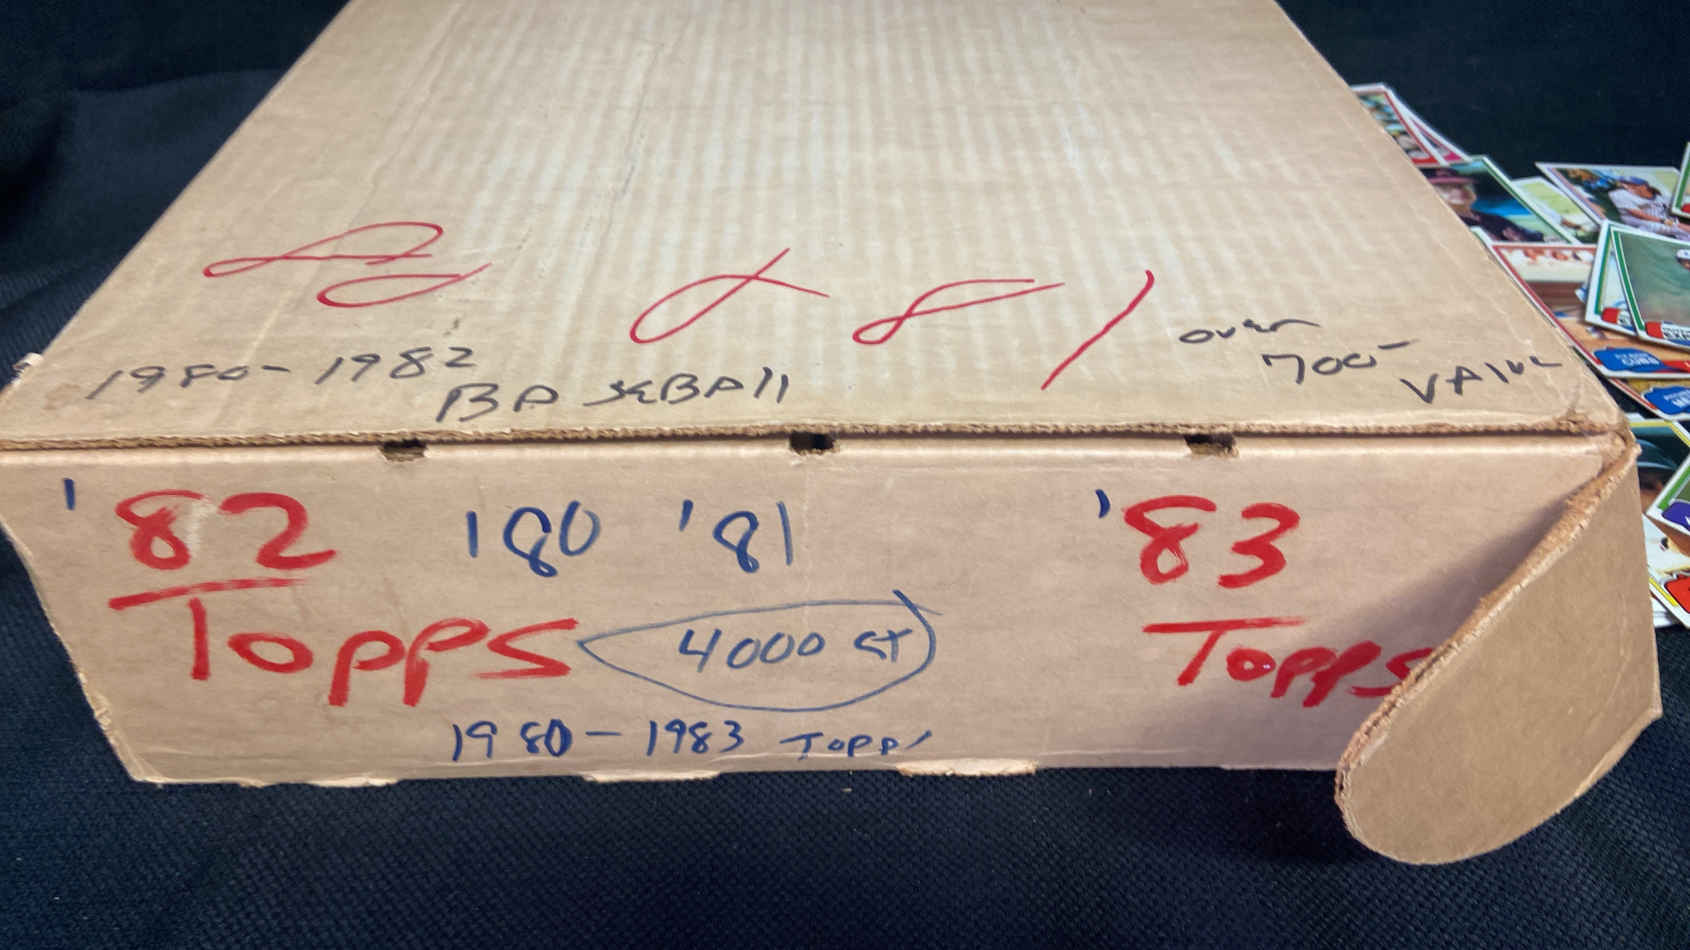 over
1980-1982
700-
BASEBALL
VALUE
'82 '80 '81 '83
Topps 4000 ct Topps
1980-1983 Topps